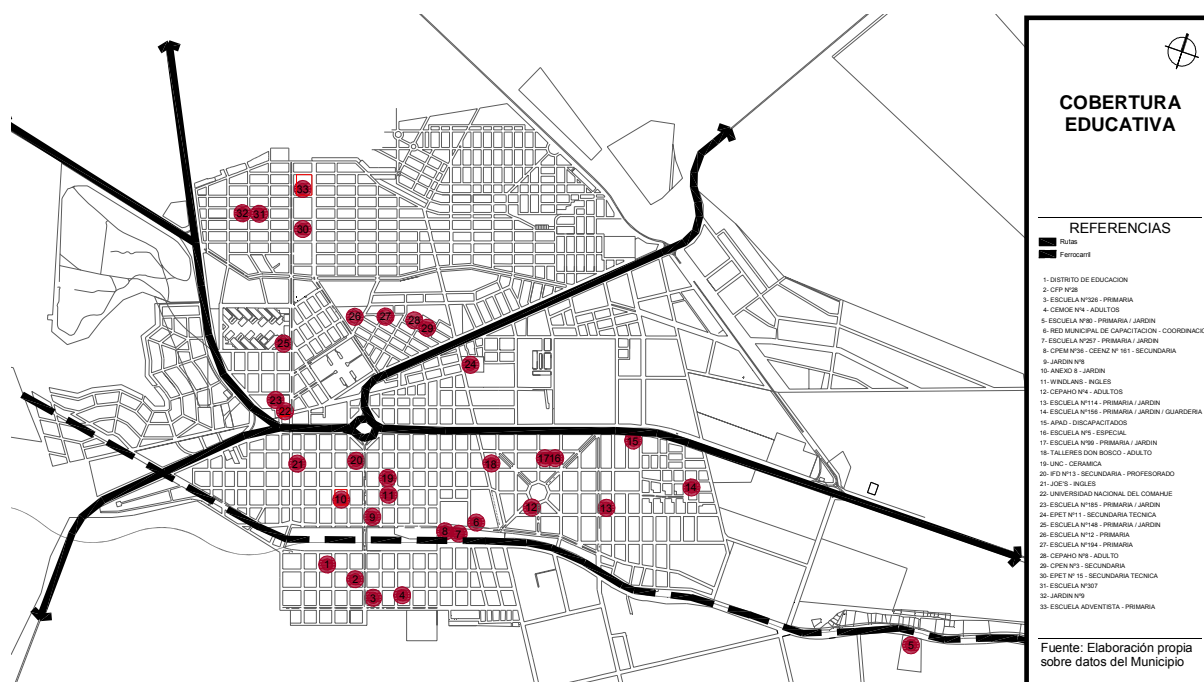 COBERTURA
EDUCATIVA
REFERENCIAS
Rutas
Ferrocarril
1- DISTRITO DE EDUCACION
2- CFP Nº28
3- ESCUELA Nº326 - PRIMARIA
4- CEMOE Nº4 - ADULTOS
5- ESCUELA Nº80 - PRIMARIA / JARDIN
6- RED MUNICIPAL DE CAPACITACION - COORDINACIO
7- ESCUELA Nº257 - PRIMARIA / JARDIN
8- CPEM Nº36 - CEENZ Nº 161 - SECUNDARIA
9- JARDIN Nº8
10- ANEXO 8 - JARDIN
11- WINDLANS - INGLES
12- CEPAHO Nº4 - ADULTOS
13- ESCUELA Nº114 - PRIMARIA / JARDIN
14- ESCUELA Nº156 - PRIMARIA / JARDIN / GUARDERIA
15- APAD - DISCAPACITADOS
16- ESCUELA Nº5 - ESPECIAL
17- ESCUELA Nº99 - PRIMARIA / JARDIN
18- TALLERES DON BOSCO - ADULTO
19- UNC - CERAMICA
20- IFD Nº13 - SECUNDARIA - PROFESORADO
21- JOE'S - INGLES
22- UNIVERSIDAD NACIONAL DEL COMAHUE
23- ESCUELA Nº185 - PRIMARIA / JARDIN
24- EPET Nº11 - SECUNDARIA TECNICA
25- ESCUELA Nº148 - PRIMARIA / JARDIN
26- ESCUELA Nº12 - PRIMARIA
27- ESCUELA Nº194 - PRIMARIA
28- CEPAHO Nº8 - ADULTO
29- CPEN Nº3 - SECUNDARIA
30- EPET Nº 15 - SECUNDARIA TECNICA
31- ESCUELA Nº307
32- JARDIN Nº9
33- ESCUELA ADVENTISTA - PRIMARIA
Fuente: Elaboración propia
sobre datos del Municipio
33
32 31
30
26 27 28
29
25
24
23
22
15
21 20 18 17 16
19
14
11
10
12 13
9
6
8 7
1
2
3 4
5